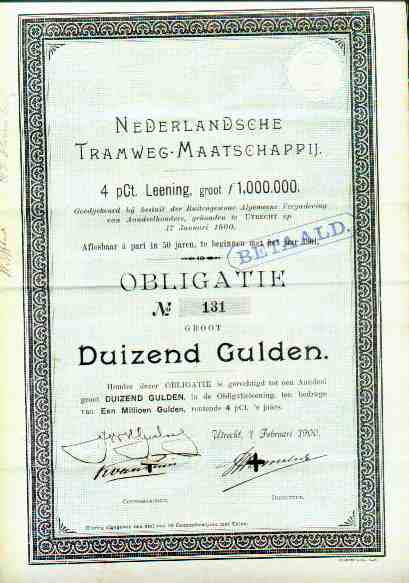 NEDERLANDSCHE
TRAMWEG-MAATSCHAPPIJ.
4 pCt. Leening, groot f 1.000.000.
Goedgekeurd bij besluit der Buitengewone Algemeene Vergadering
van Aandeelhouders, gehouden te UTRECHT op
17 Januari 1900.
Aflosbaar à pari in 50 jaren, te beginnen met het jaar 1901.
BETAALD.
OBLIGATIE
№ 131
GROOT
Duizend Gulden.
Houder dezer OBLIGATIE is gerechtigd tot een Aandeel
groot DUIZEND GULDEN, in de Obligatieleening, ten bedrage
van Een Millioen Gulden, rentende 4 pCt. 's jaars.
Utrecht, 1 Februari 1900.
COMMISSARIS.
DIRECTEUR.